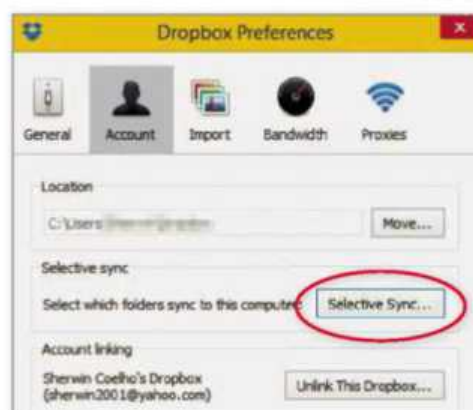 Dropbox Preferences
General Account Import Bandwidth Proxies
Location
C:\Users Move...
Selective sync
Select which folders sync to this computer: Selective Sync...
Account linking
Sherwin Coelho's Dropbox
(sherwin2001@yahoo.com) Unlink This Dropbox...